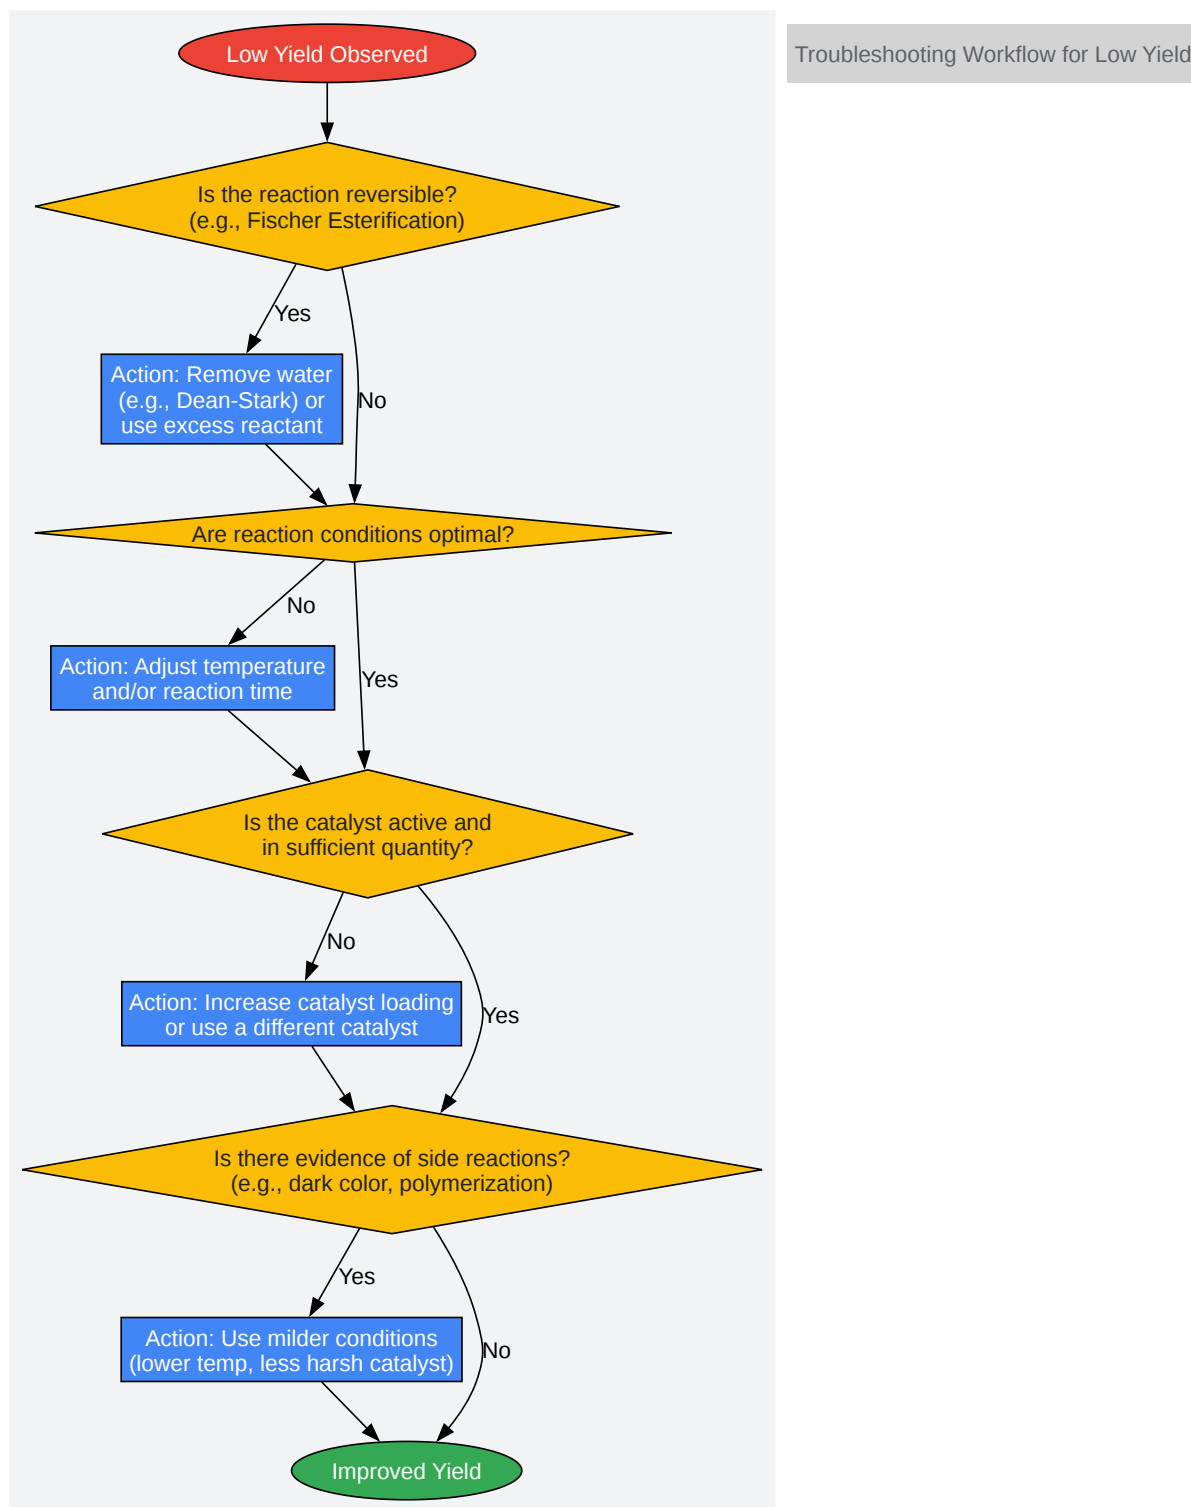 Low Yield Observed
Troubleshooting Workflow for Low Yield
Is the reaction reversible?
(e.g., Fischer Esterification)
Yes
Action: Remove water
(e.g., Dean-Stark) or
use excess reactant
No
Are reaction conditions optimal?
No
Action: Adjust temperature
and/or reaction time
Yes
Is the catalyst active and
in sufficient quantity?
No
Action: Increase catalyst loading
or use a different catalyst
Yes
Is there evidence of side reactions?
(e.g., dark color, polymerization)
Yes
Action: Use milder conditions
(lower temp, less harsh catalyst)
No
Improved Yield